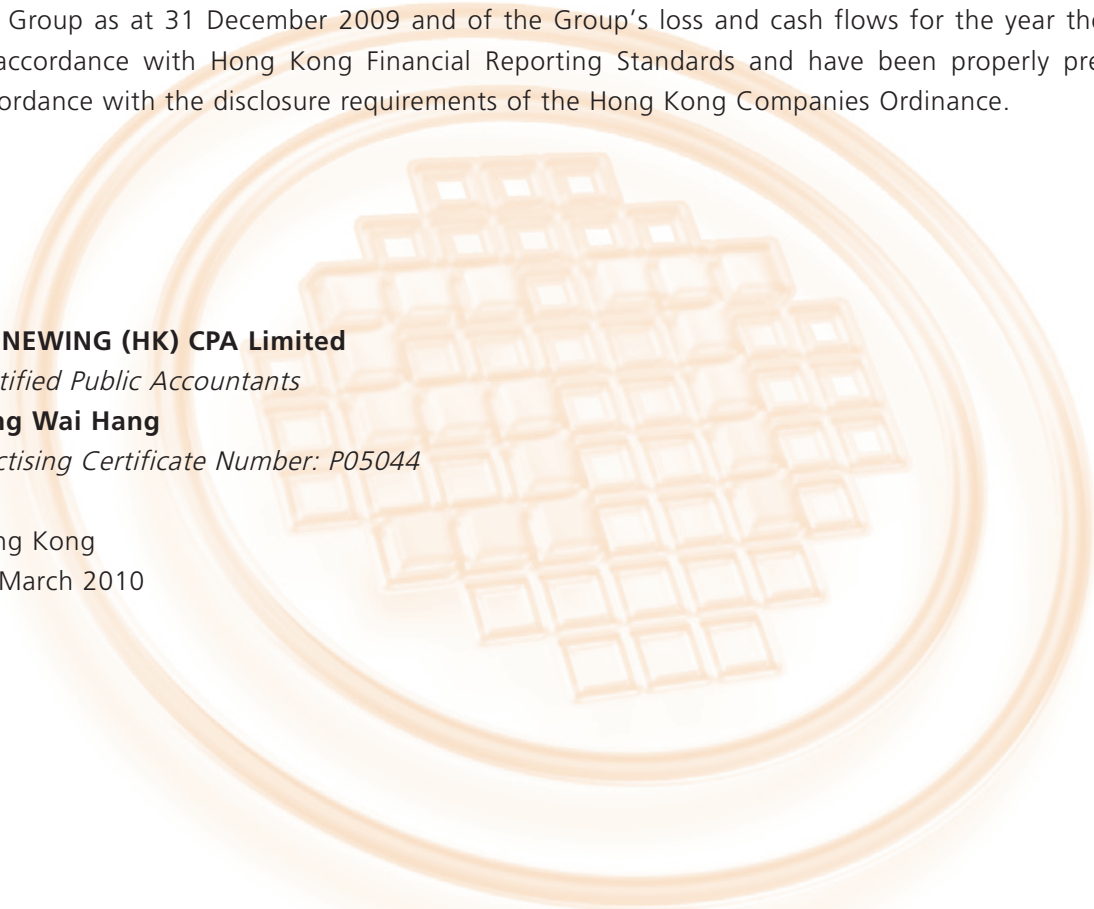 Group as at 31 December 2009 and of the Group's loss and cash flows for the year the
accordance with Hong Kong Financial Reporting Standards and have been properly pre
ordance with the disclosure requirements of the Hong Kong Companies Ordinance.
NEWING (HK) CPA Limited
tified Public Accountants
ng Wai Hang
ctising Certificate Number: P05044
ng Kong
March 2010